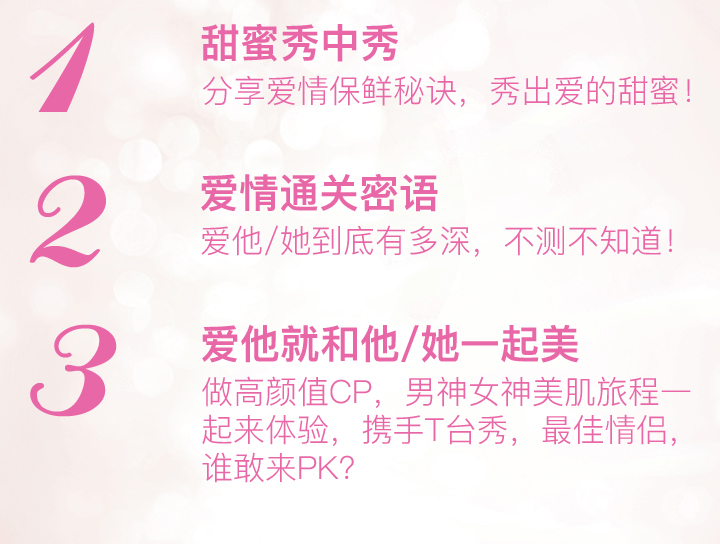 1
甜蜜秀中秀
分享爱情保鲜秘诀，秀出爱的甜蜜！
2
爱情通关密语
爱他/她到底有多深，不测不知道！
3
爱他就和他/她一起美
做高颜值CP，男神女神美肌旅程一
起来体验，携手T台秀，最佳情侣，
谁敢来PK？